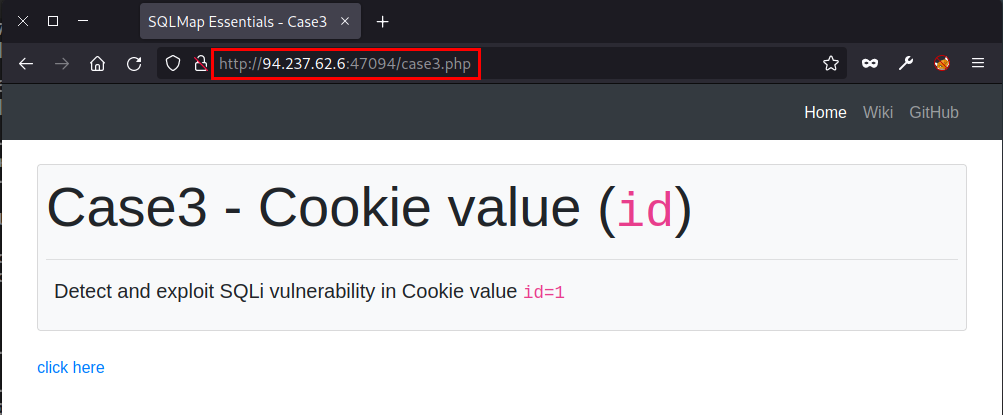 SQLMap Essentials - Case3
http://94.237.62.6:47094/case3.php
Home Wiki GitHub
Case3 - Cookie value (id)
Detect and exploit SQLi vulnerability in Cookie value id=1
click here